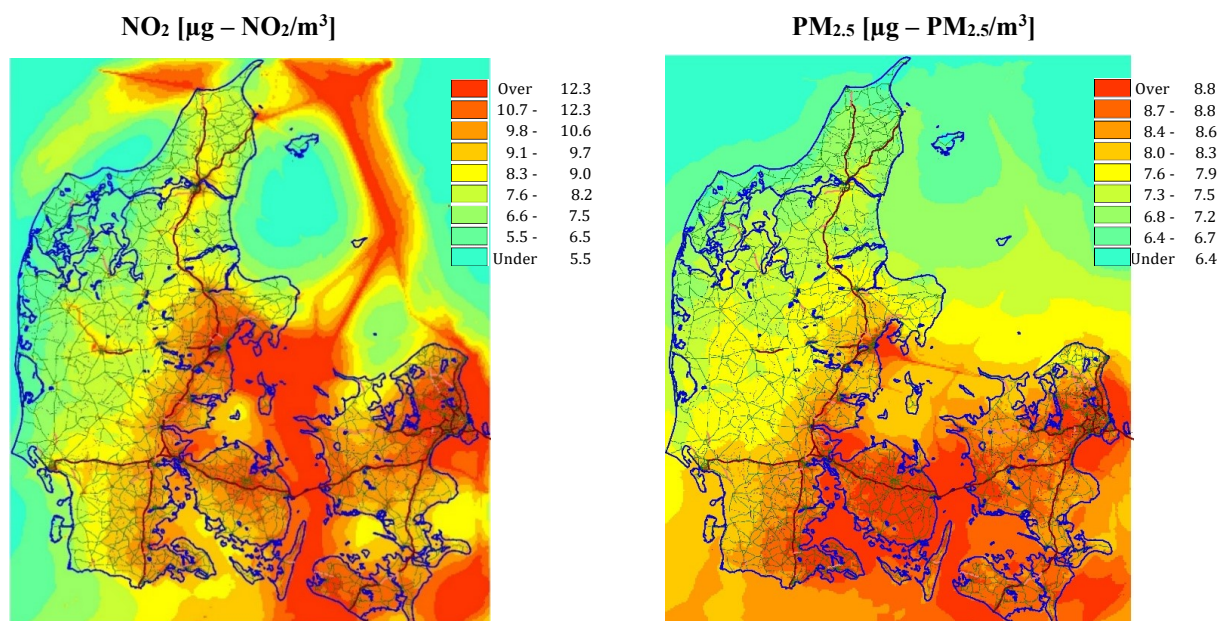 NO₂ [µg – NO₂/m³]
Over 12.3
10.7 - 12.3
9.8 - 10.6
9.1 - 9.7
8.3 - 9.0
7.6 - 8.2
6.6 - 7.5
5.5 - 6.5
Under 5.5
PM₂.₅ [µg – PM₂.₅/m³]
Over 8.8
8.7 - 8.8
8.4 - 8.6
8.0 - 8.3
7.6 - 7.9
7.3 - 7.5
6.8 - 7.2
6.4 - 6.7
Under 6.4